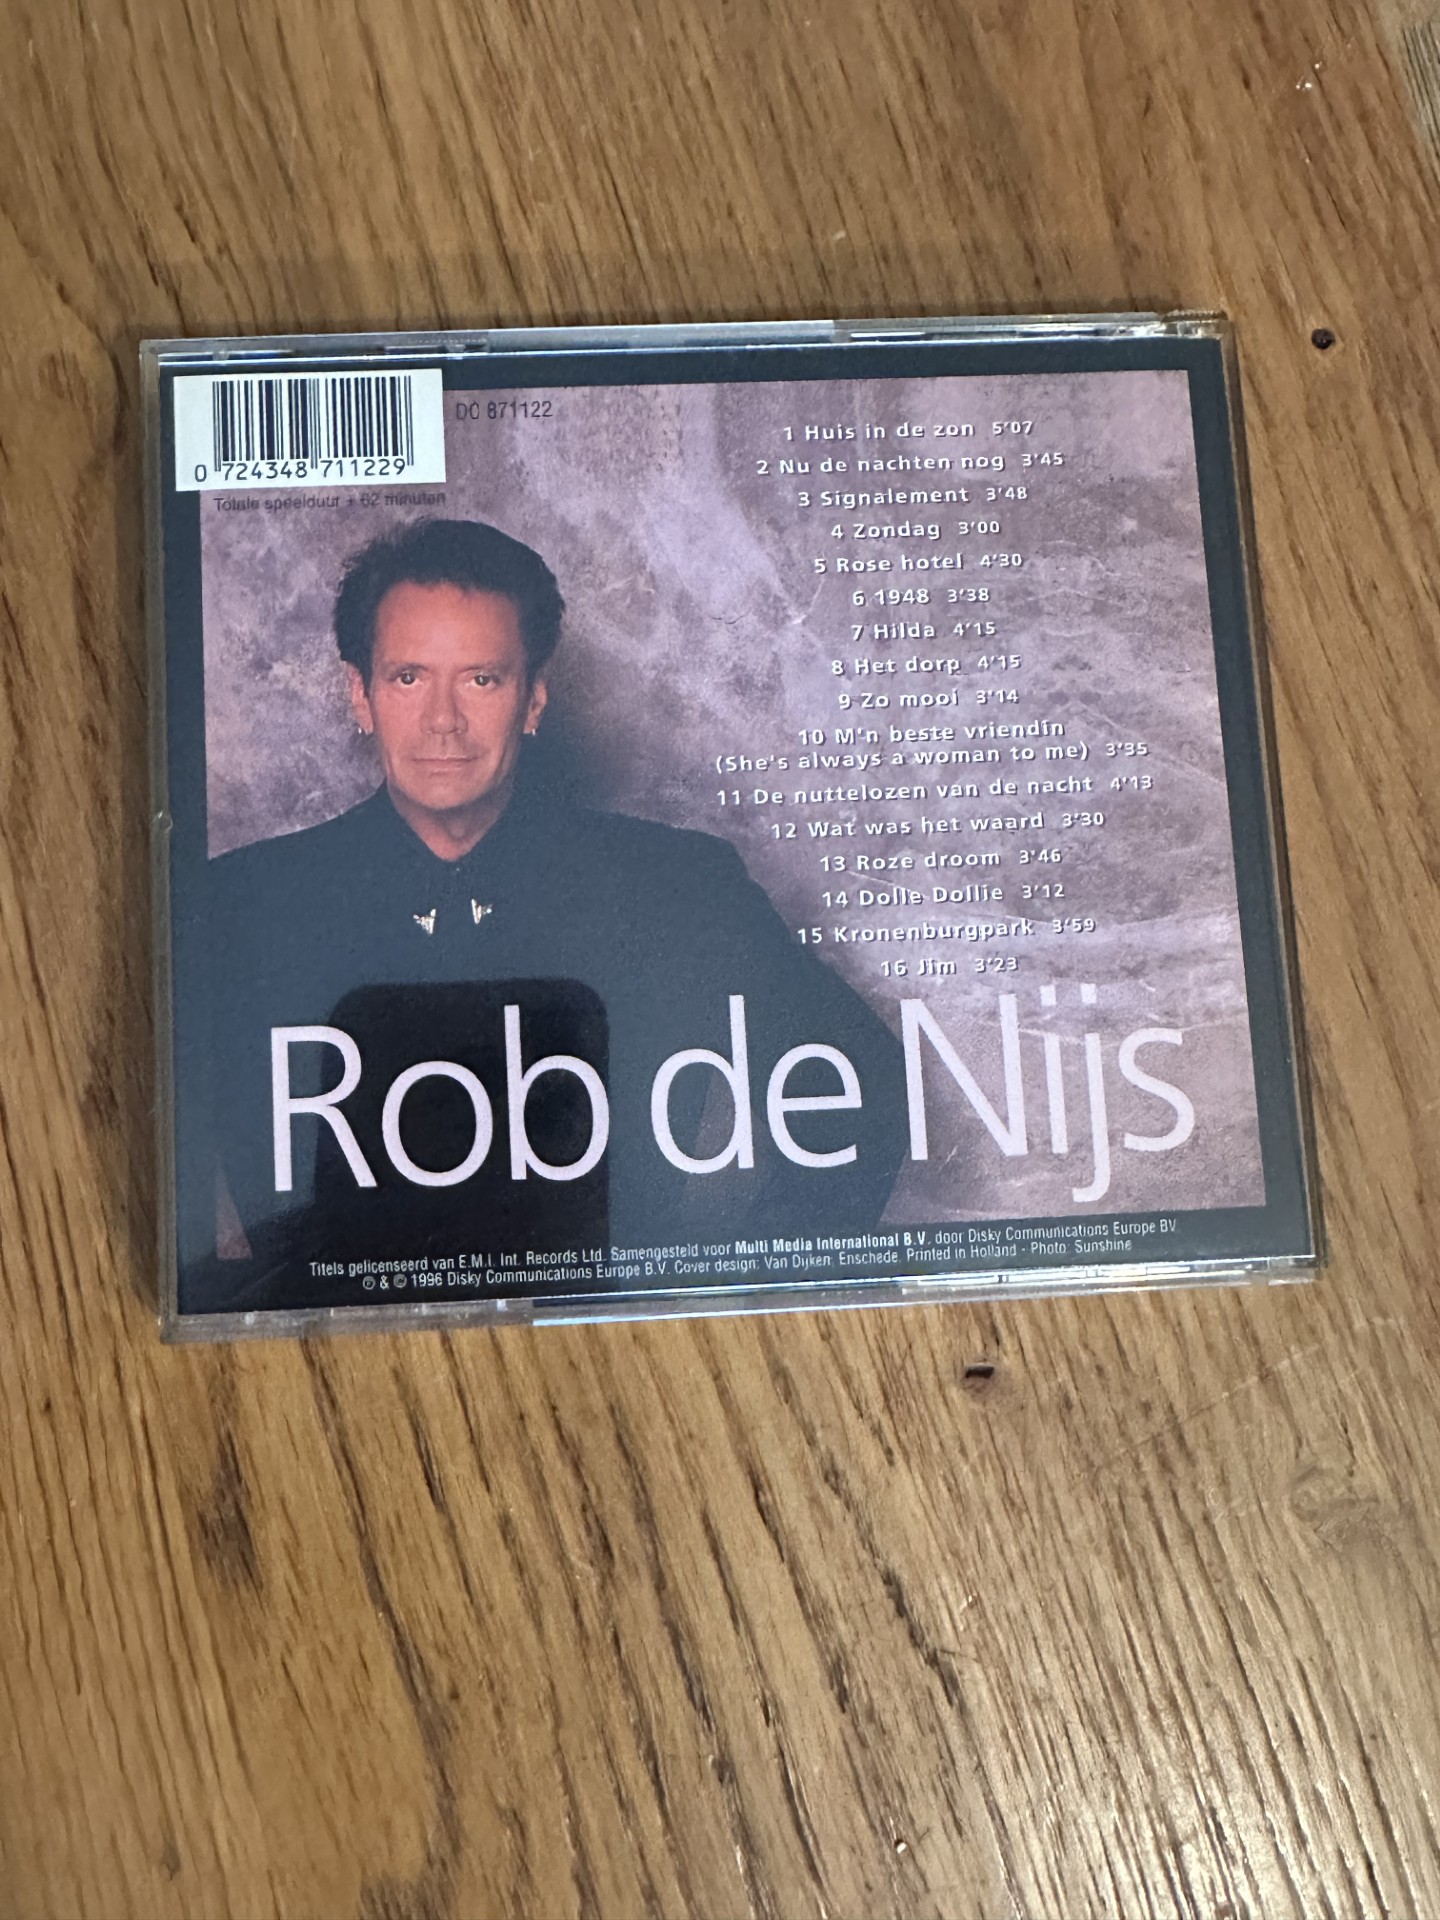 DC 871122
0 724348 711229
Totale speelduur + 62 minuten
1 Huis in de zon 5'07
2 Nu de nachten nog 3'45
3 Signalement 3'48
4 Zondag 3'00
5 Rose hotel 4'30
6 1948 3'38
7 Hilda 4'15
8 Het dorp 4'15
9 Zo mooi 3'14
10 M'n beste vriendin
(She's always a woman to me) 3'35
11 De nuttelozen van de nacht 4'13
12 Wat was het waard 3'30
13 Roze droom 3'46
14 Dolle Dollie 3'12
15 Kronenburgpark 3'59
16 Jim 3'23
Rob de Nijs
Titels gelicenseerd van E.M.I. Int. Records Ltd. Samengesteld voor Multi Media International B.V. door Disky Communications Europe BV.
℗ & © 1996 Disky Communications Europe B.V. Cover design: Van Dijken, Enschede. Printed in Holland - Photo: Sunshine